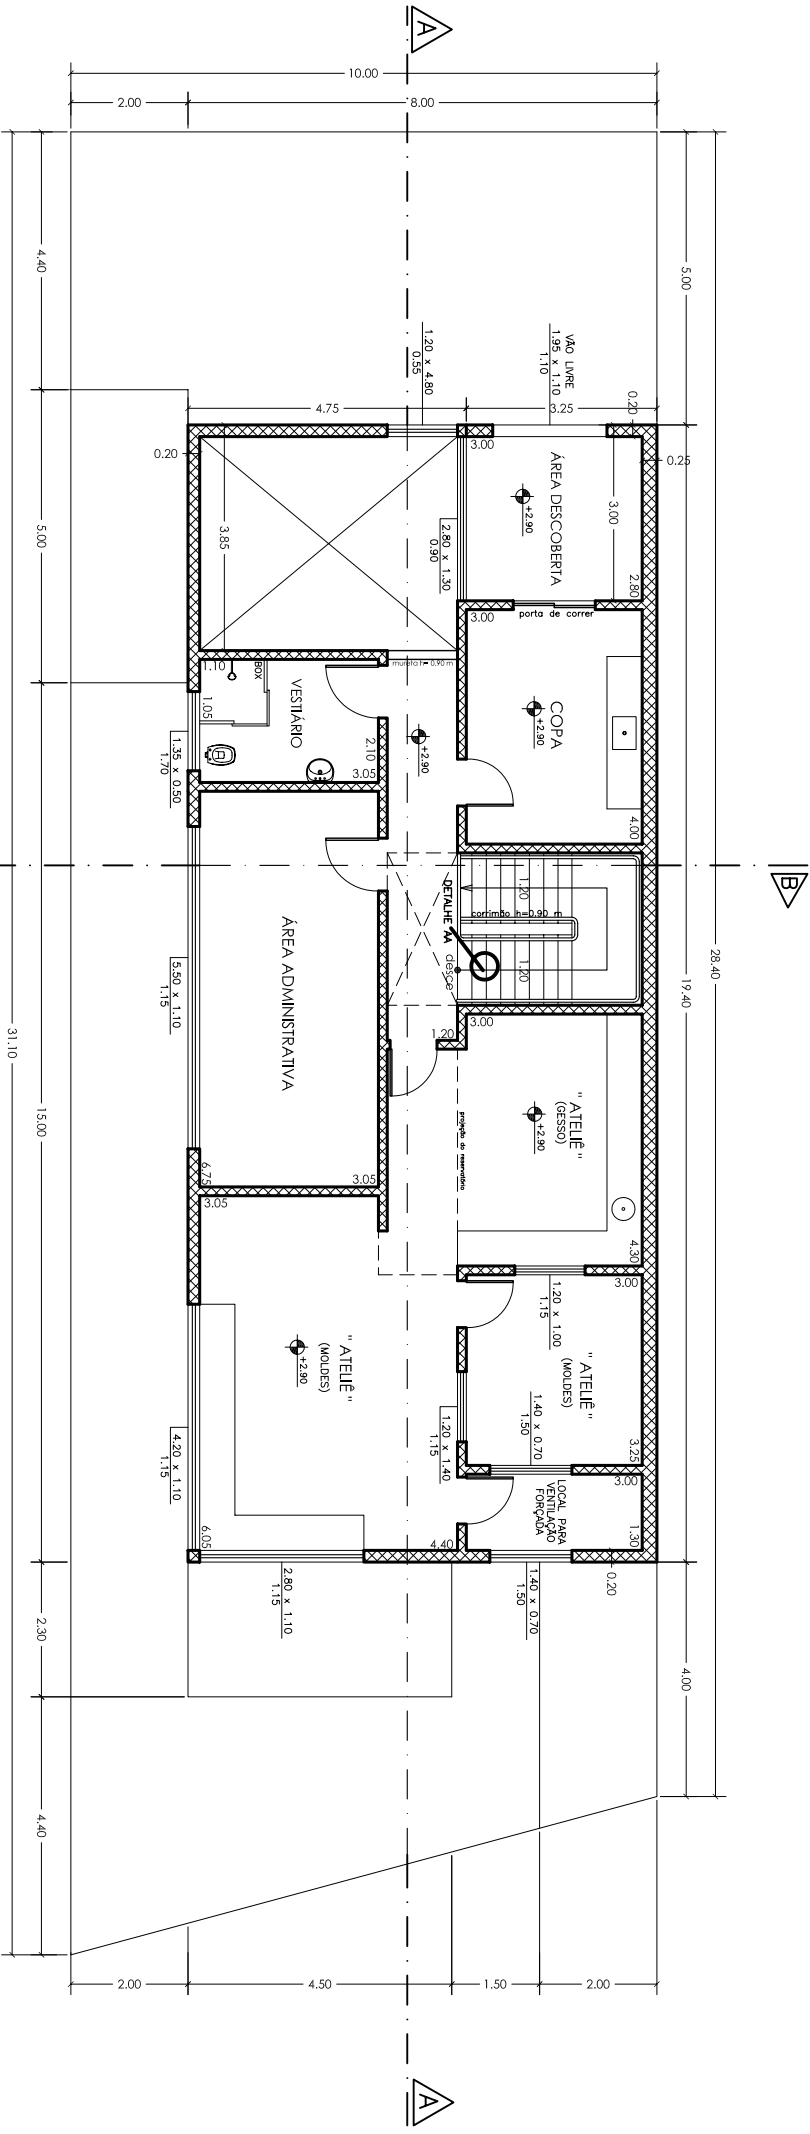 A
10.00
2.00
8.00
4.40
5.00
VÃO LIVRE
1.95 x 1.10
1.10
1.20 x 4.80
0.55
4.75
3.25
0.20
0.25
0.20
3.00
ÁREA DESCOBERTA
+2.90
3.00
2.80
3.85
2.80 x 1.30
0.90
5.00
3.00
porta de correr
mureta h= 0.90 m
1.10
BOX
1.05
VESTIÁRIO
2.10
3.05
1.35 x 0.50
1.70
+2.90
COPA
+2.90
4.00
B
DETALHE AA
desce
1.20
corrimão h=0.90 m
1.20
28.40
19.40
ÁREA ADMINISTRATIVA
5.50 x 1.10
1.15
31.10
15.00
1.20
3.00
" ATELIÊ "
(GESSO)
+2.90
projeção do reservatório
6.75
3.05
3.05
4.30
3.00
1.20 x 1.00
1.15
" ATELIÊ "
(MOLDES)
+2.90
" ATELIÊ "
(MOLDES)
1.20 x 1.40
1.15
1.40 x 0.70
1.50
3.25
3.00
LOCAL PARA
VENTILAÇÃO
FORÇADA
1.30
4.20 x 1.10
1.15
6.05
4.40
0.20
2.80 x 1.10
1.15
1.40 x 0.70
1.50
2.30
4.00
4.40
2.00
4.50
1.50
2.00
A